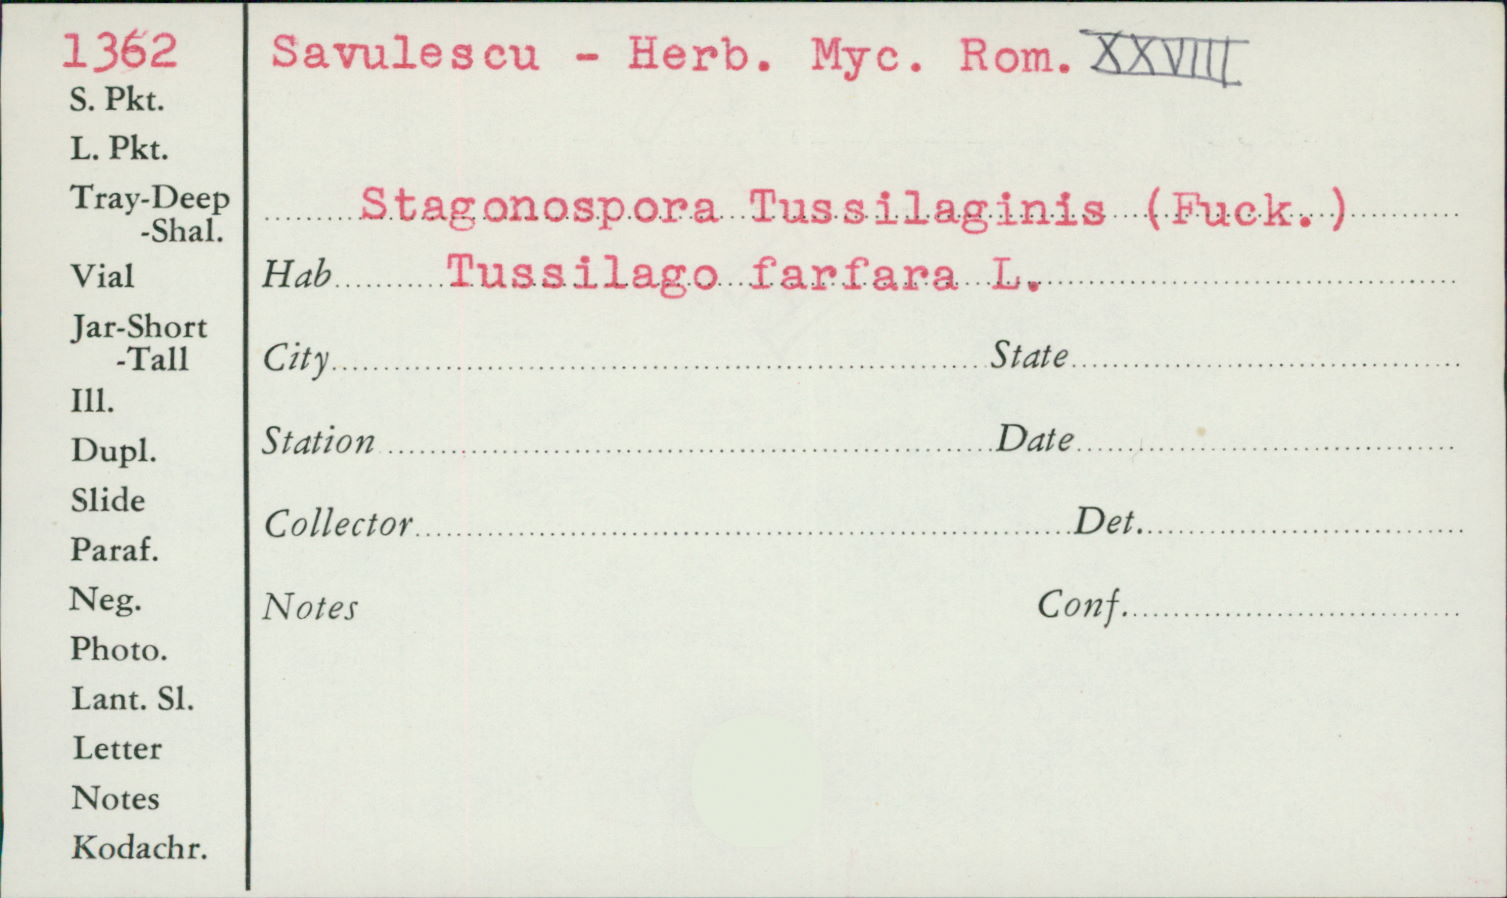 1362
Savulescu - Herb. Myc. Rom. XXVIII
S. Pkt.
L. Pkt.
Tray-Deep
-Shal.
Vial
Jar-Short
-Tall
Ill.
Dupl.
Slide
Paraf.
Neg.
Photo.
Lant. Sl.
Letter
Notes
Kodachr.
Stagonospora Tussilaginis (Fuck.)
Hab Tussilago farfara L.
City State
Station Date
Collector Det.
Notes Conf.